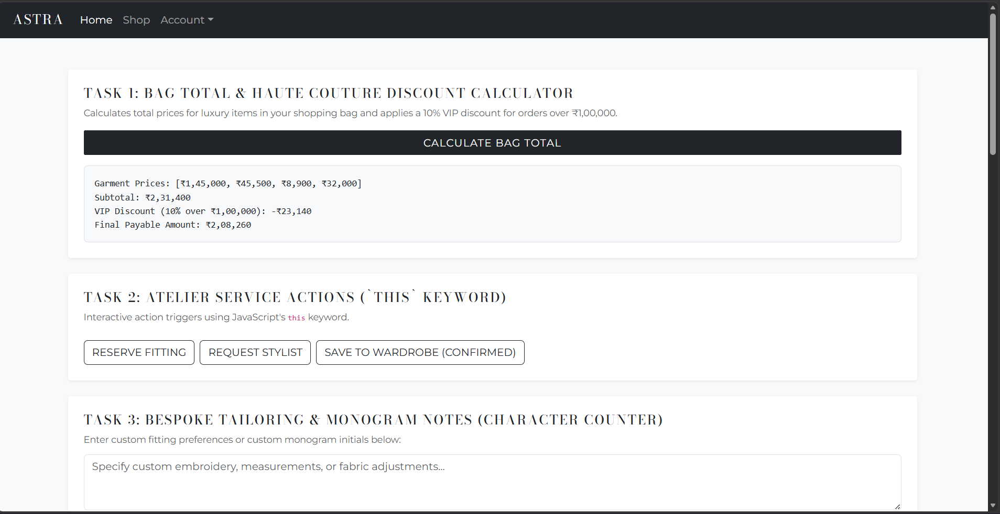 ASTRA Home Shop Account
TASK 1: BAG TOTAL & HAUTE COUTURE DISCOUNT CALCULATOR
Calculates total prices for luxury items in your shopping bag and applies a 10% VIP discount for orders over ₹1,00,000.
CALCULATE BAG TOTAL
Garment Prices: [₹1,45,000, ₹45,500, ₹8,900, ₹32,000]
Subtotal: ₹2,31,400
VIP Discount (10% over ₹1,00,000): -₹23,140
Final Payable Amount: ₹2,08,260
TASK 2: ATELIER SERVICE ACTIONS (`THIS` KEYWORD)
Interactive action triggers using JavaScript's this keyword.
RESERVE FITTING REQUEST STYLIST SAVE TO WARDROBE (CONFIRMED)
TASK 3: BESPOKE TAILORING & MONOGRAM NOTES (CHARACTER COUNTER)
Enter custom fitting preferences or custom monogram initials below:
Specify custom embroidery, measurements, or fabric adjustments...